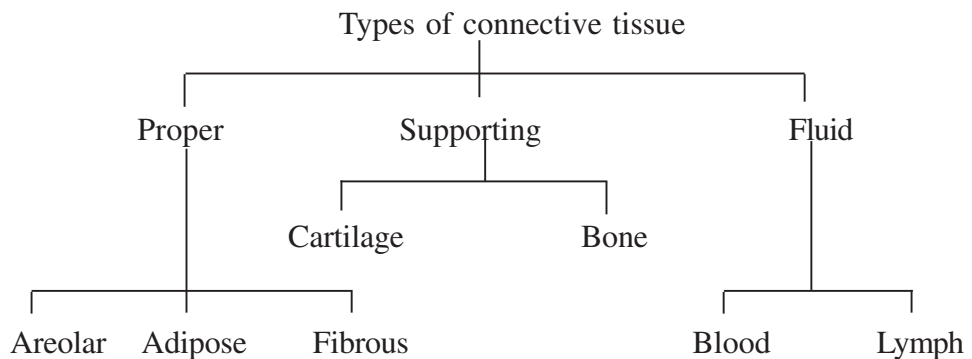 Types of connective tissue
Proper Supporting Fluid
Cartilage Bone
Areolar Adipose Fibrous Blood Lymph